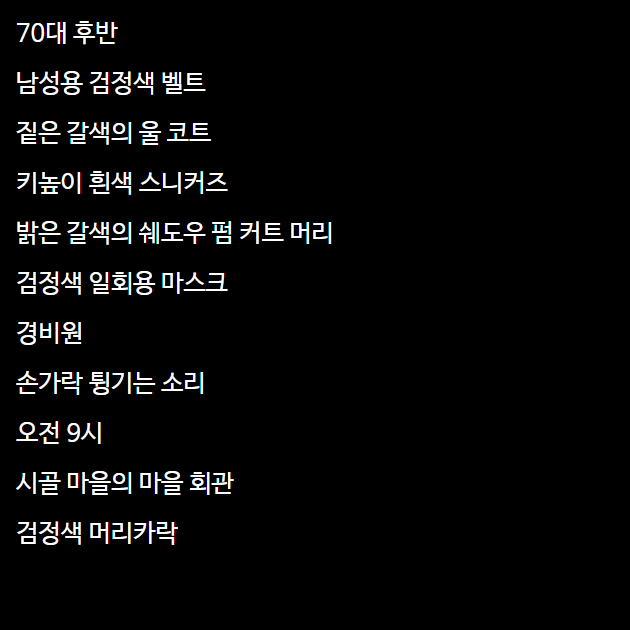 70대 후반
남성용 검정색 벨트
짙은 갈색의 울 코트
키높이 흰색 스니커즈
밝은 갈색의 쉐도우 펌 커트 머리
검정색 일회용 마스크
경비원
손가락 튕기는 소리
오전 9시
시골 마을의 마을 회관
검정색 머리카락